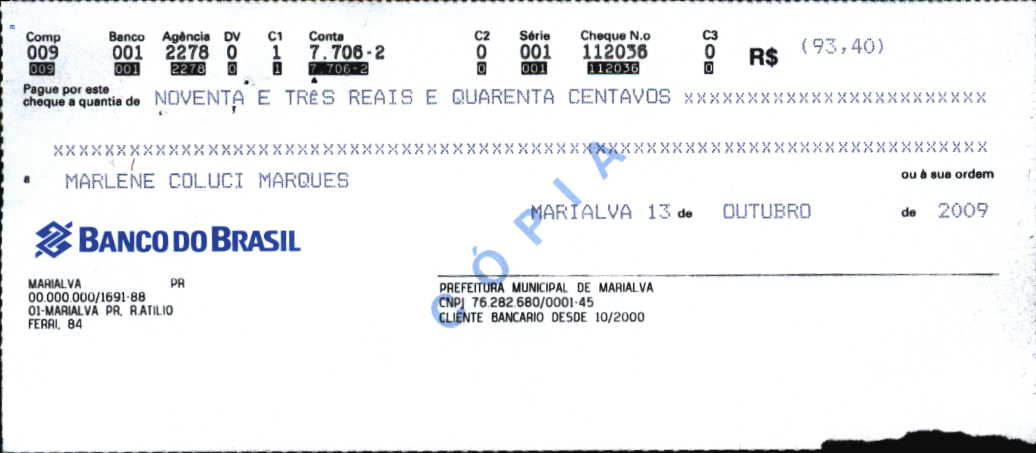 Comp Banco Agência DV C1 Conta C2 Série Cheque N.o C3
009 001 2278 0 1 7.706-2 0 001 112036 0 R$ (93,40)
009 001 2278 0 1 7.706-2 0 001 112036 0
Pague por este
cheque a quantia de NOVENTA E TRÊS REAIS E QUARENTA CENTAVOS xxxxxxxxxxxxxxxxxxxxxxxx
xxxxxxxxxxxxxxxxxxxxxxxxxxxxxxxxxxxxxxxxxxxxxxxxxxxxxxxxxxxxxxxxxxxxxxxxx
a MARLENE COLUCI MARQUES ou à sua ordem
MARIALVA 13 de OUTUBRO de 2009
BANCO DO BRASIL
MARIALVA PR
00.000.000/1691-88
01-MARIALVA PR, R.ATILIO
FERRI, 84
PREFEITURA MUNICIPAL DE MARIALVA
CNPJ 76.282.680/0001-45
CLIENTE BANCARIO DESDE 10/2000
CÓPIA